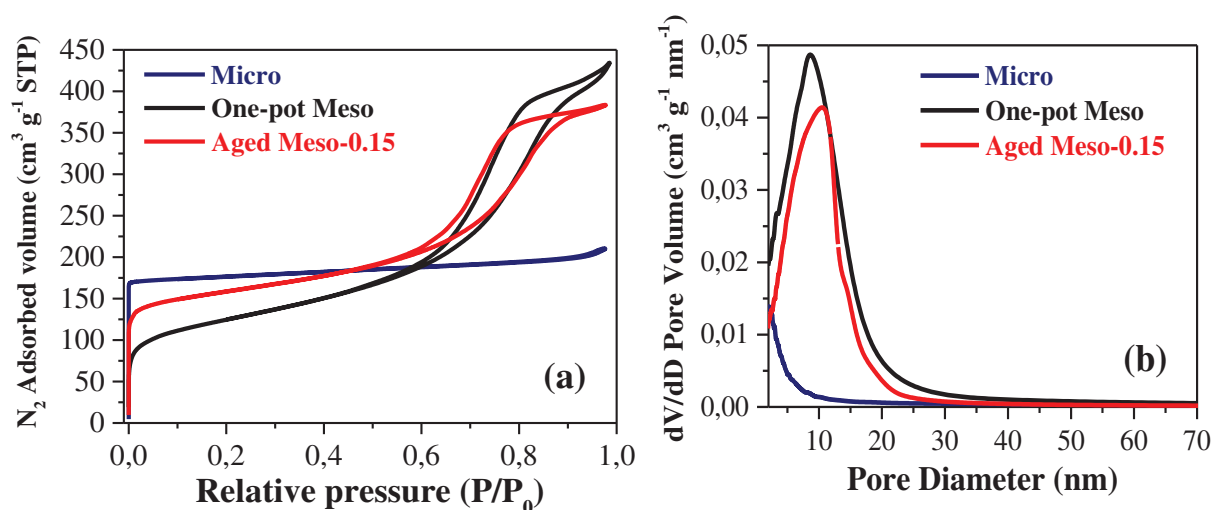 N₂ Adsorbed volume (cm³ g⁻¹ STP)
450
400
350
300
250
200
150
100
50
0
Micro
One-pot Meso
Aged Meso-0.15
(a)
0,0 0,2 0,4 0,6 0,8 1,0
Relative pressure (P/P₀)
dV/dD Pore Volume (cm³ g⁻¹ nm⁻¹)
0,05
0,04
0,03
0,02
0,01
0,00
Micro
One-pot Meso
Aged Meso-0.15
(b)
10 20 30 40 50 60 70
Pore Diameter (nm)